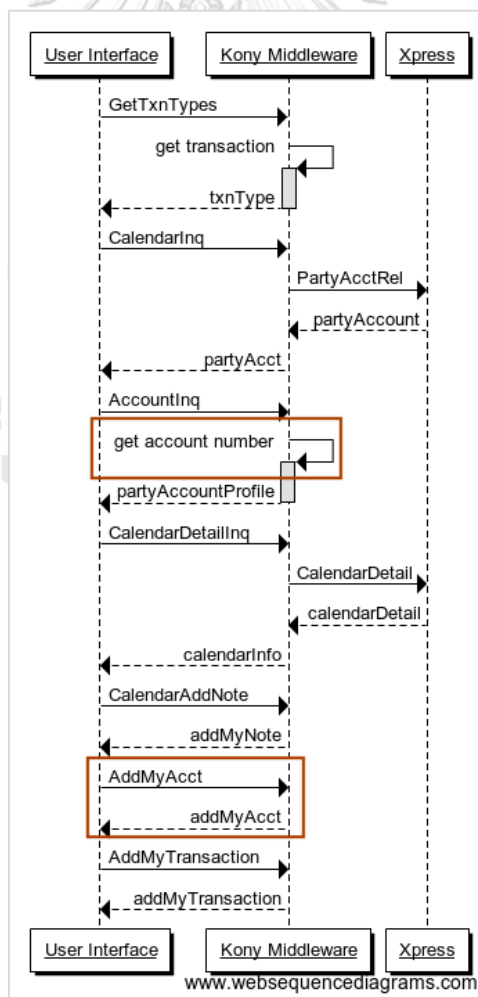 User Interface Kony Middleware Xpress
GetTxnTypes
get transaction
txnType
CalendarInq
PartyAcctRel
partyAccount
partyAcct
AccountInq
get account number
partyAccountProfile
CalendarDetailInq
CalendarDetail
calendarDetail
calendarInfo
CalendarAddNote
addMyNote
AddMyAcct
addMyAcct
AddMyTransaction
addMyTransaction
User Interface Kony Middleware Xpress
www.websequencediagrams.com